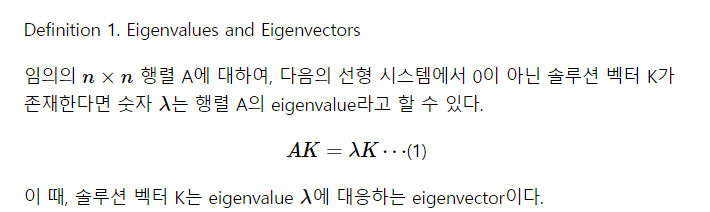 Definition 1. Eigenvalues and Eigenvectors
임의의 n × n 행렬 A에 대하여, 다음의 선형 시스템에서 0이 아닌 솔루션 벡터 K가
존재한다면 숫자 λ는 행렬 A의 eigenvalue라고 할 수 있다.
AK = λK ⋯(1)
이 때, 솔루션 벡터 K는 eigenvalue λ에 대응하는 eigenvector이다.